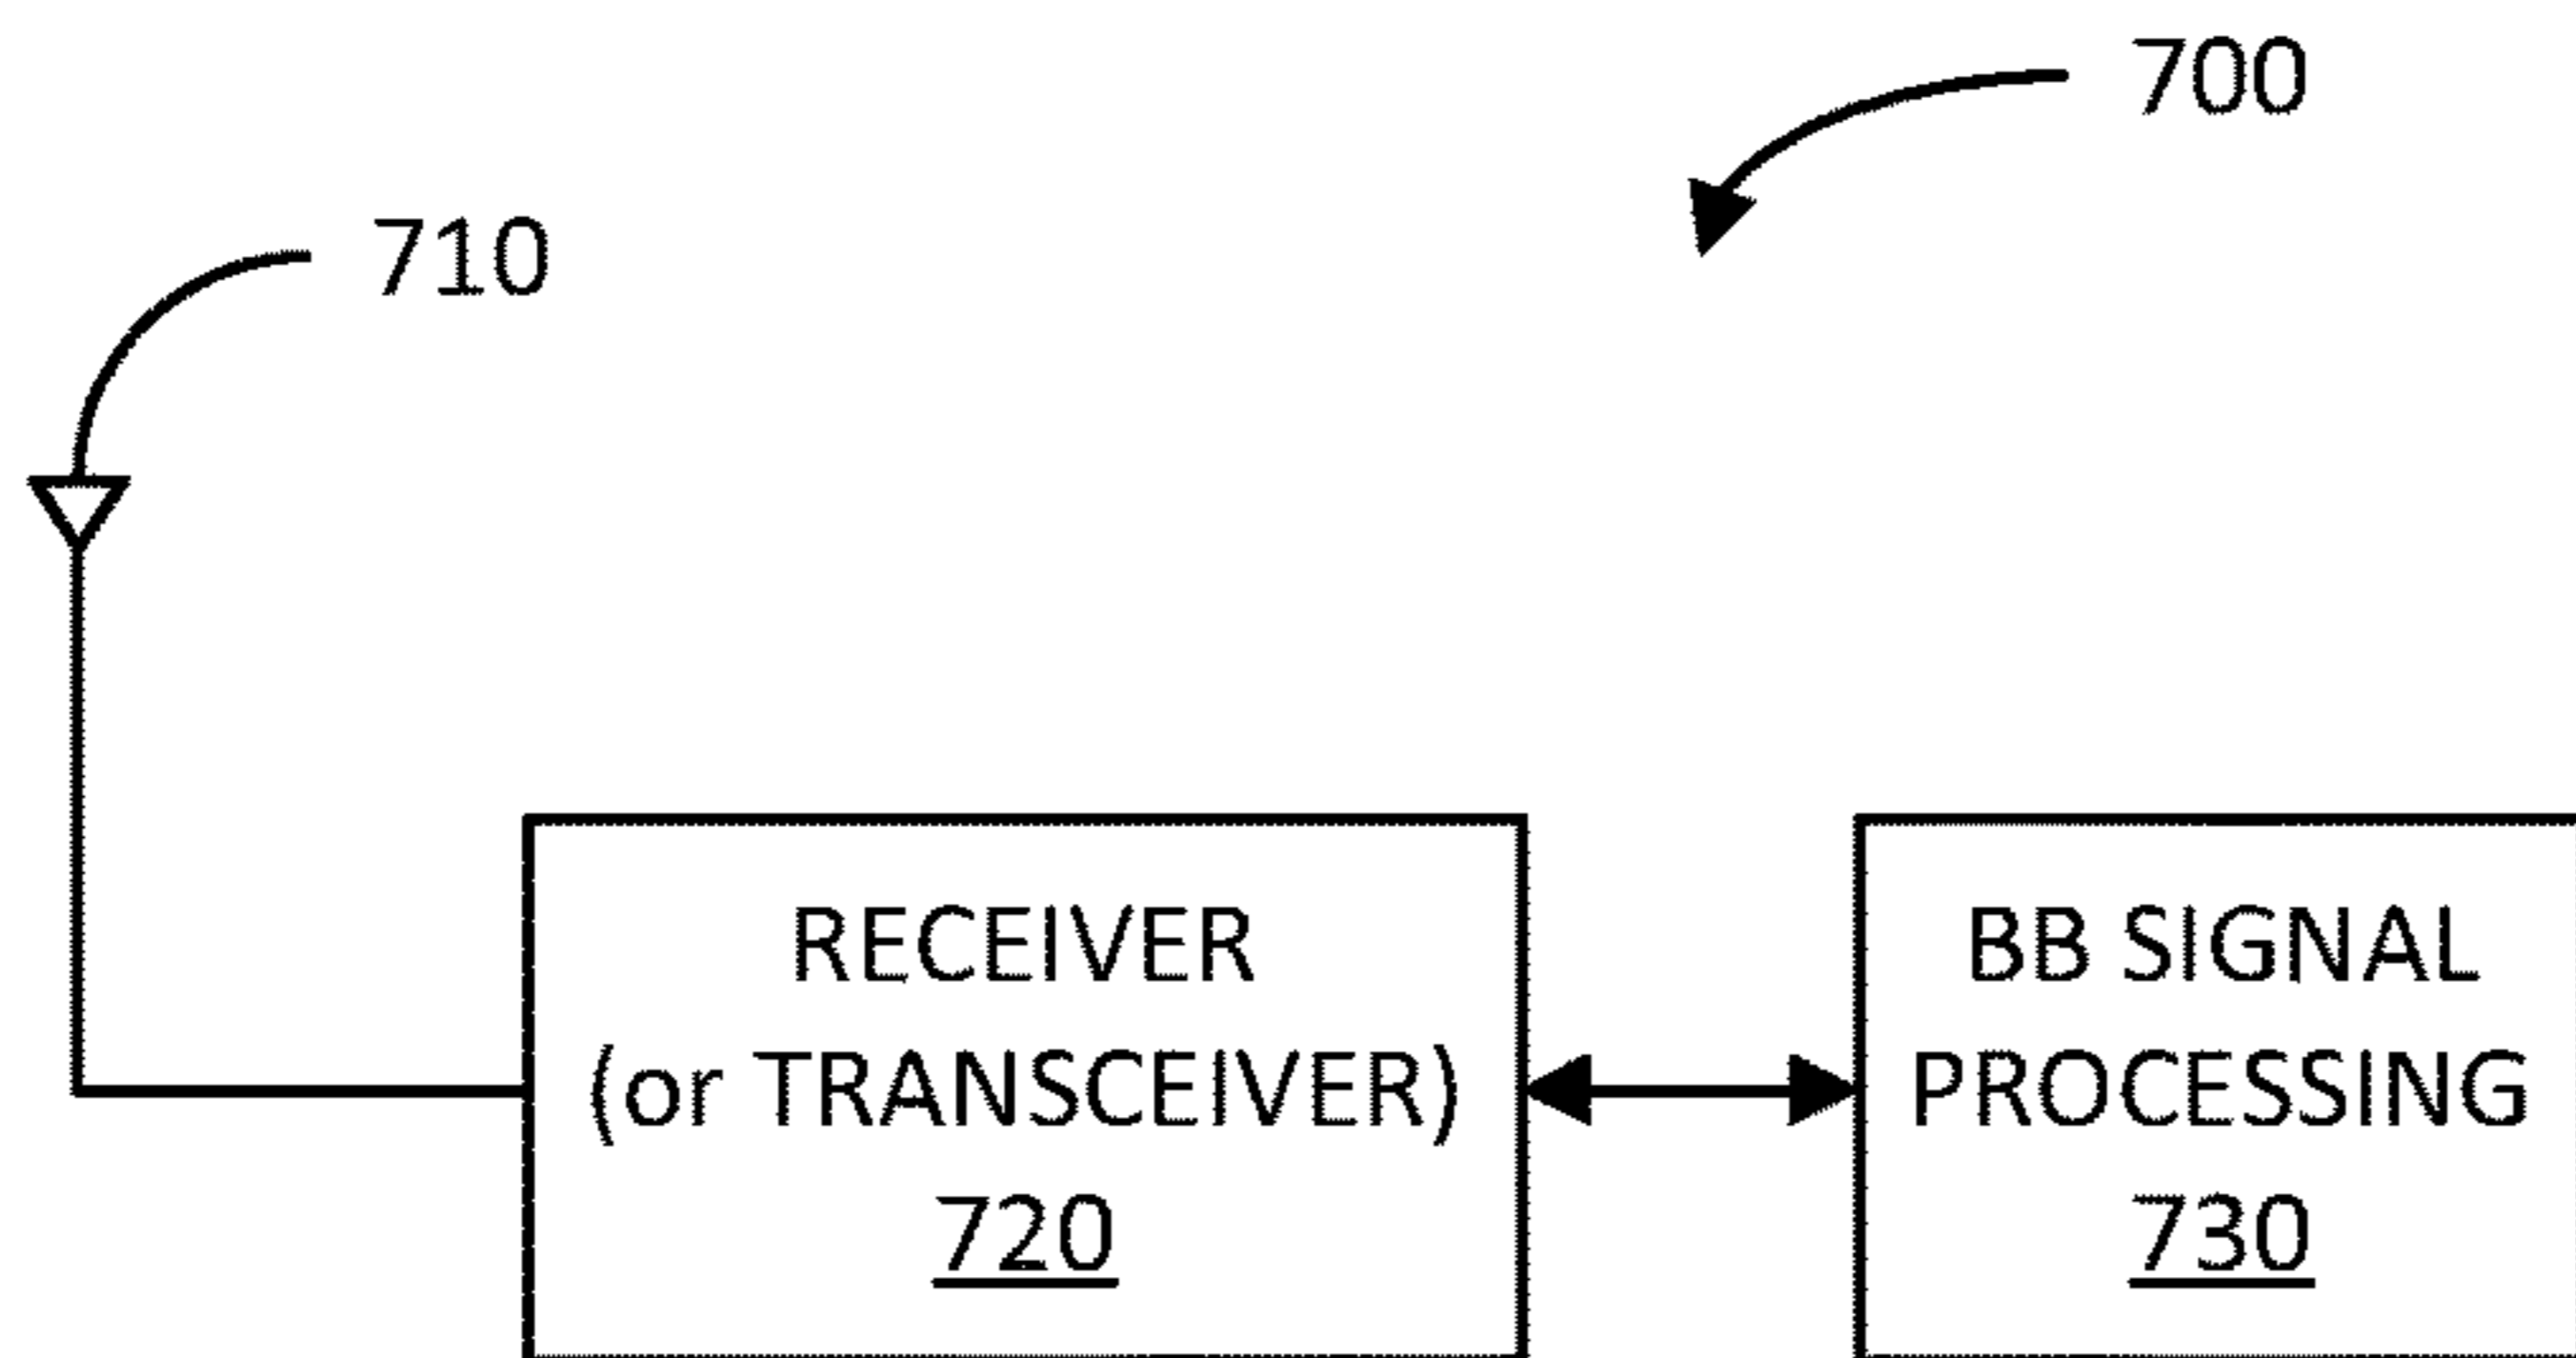 700
710
RECEIVER
(or TRANSCEIVER)
720
BB SIGNAL
PROCESSING
730